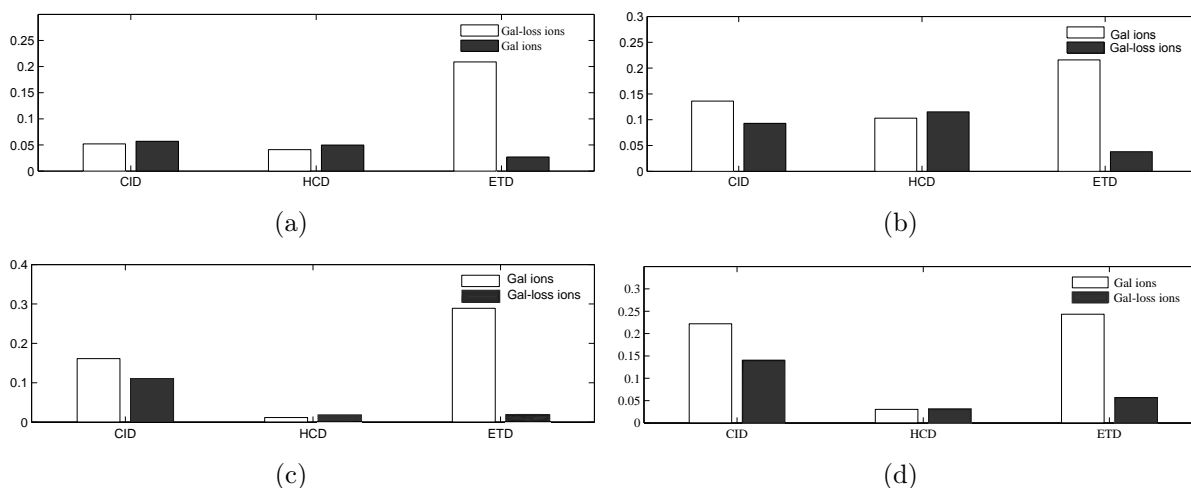 0.25
0.2
0.15
0.1
0.05
0
Gal-loss ions
Gal ions
CID HCD ETD
(a)
0.3
0.25
0.2
0.15
0.1
0.05
0
Gal ions
Gal-loss ions
CID HCD ETD
(b)
0.4
0.3
0.2
0.1
0
Gal ions
Gal-loss ions
CID HCD ETD
(c)
0.3
0.25
0.2
0.15
0.1
0.05
0
Gal ions
Gal-loss ions
CID HCD ETD
(d)